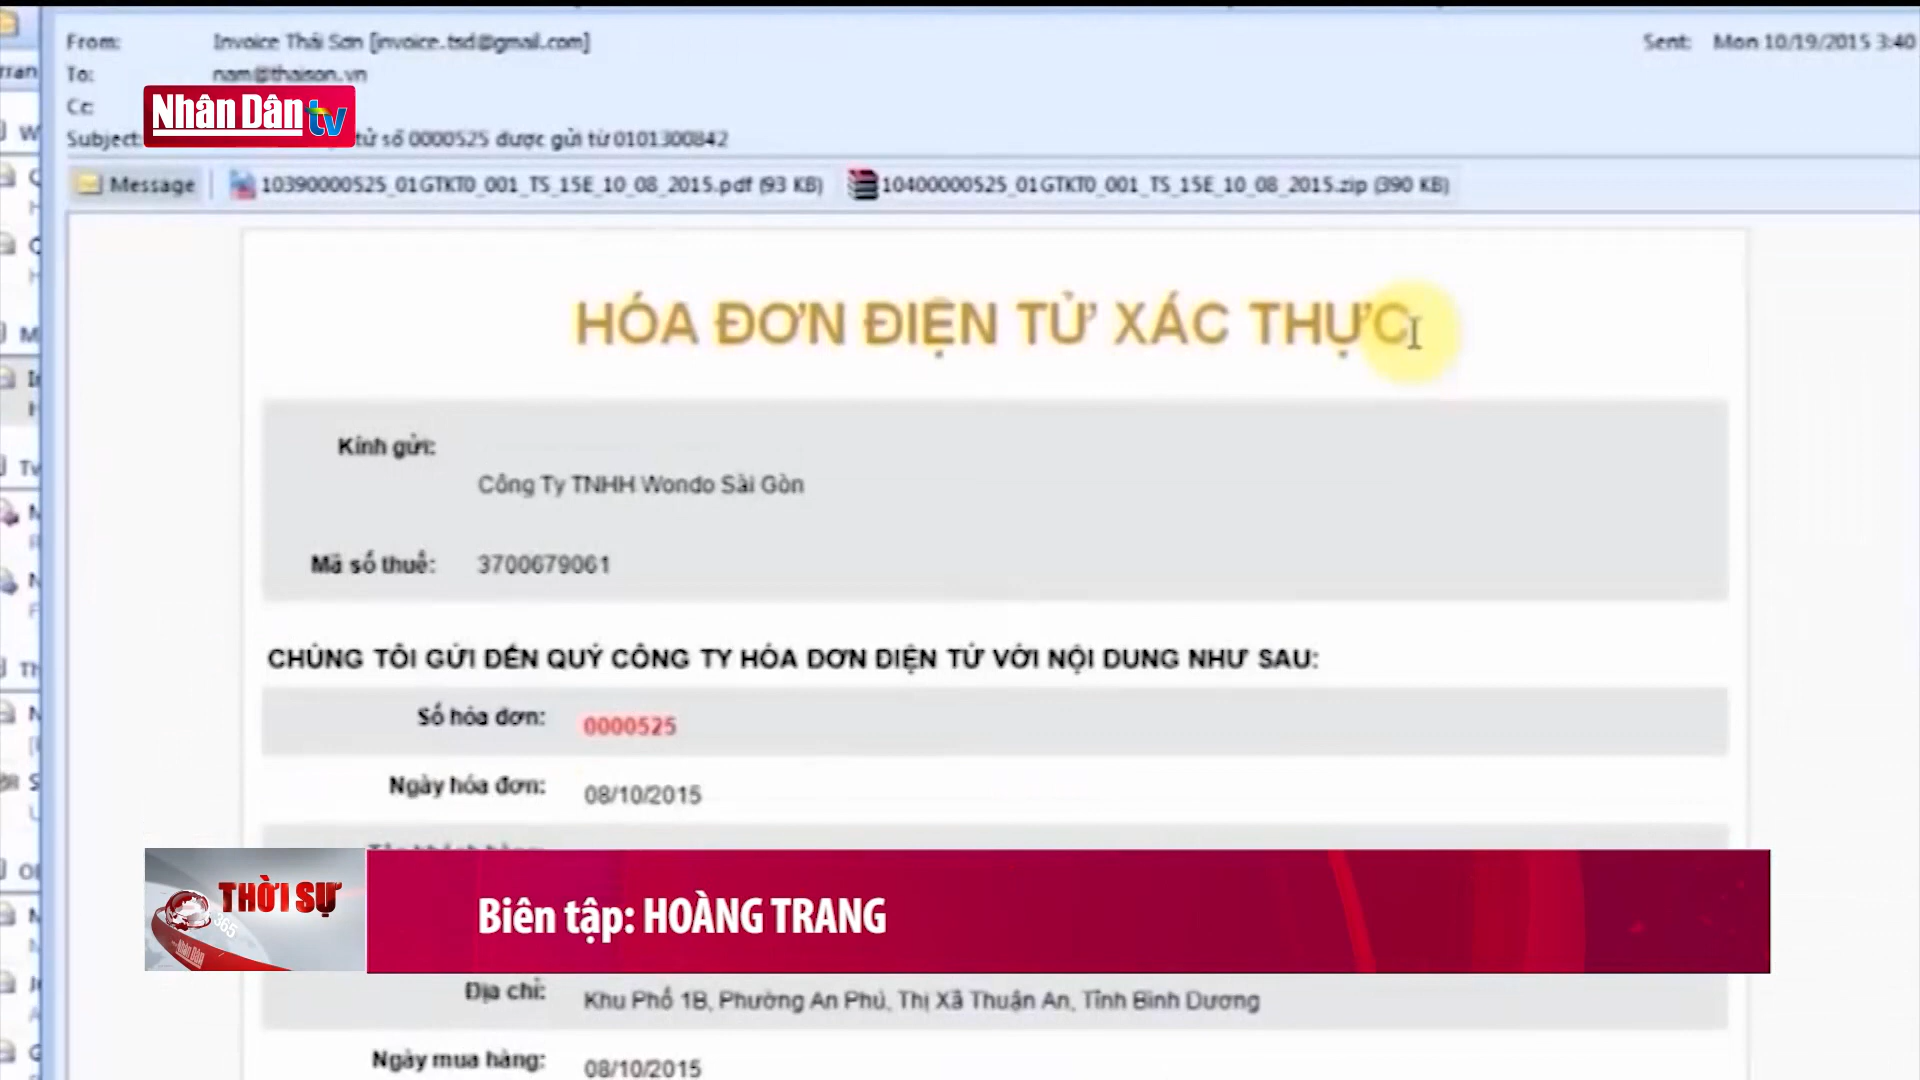 From: Invoice Thái Sơn [invoice.tsd@gmail.com]
Sent: Mon 10/19/2015 3:40
To: nam@thaison.vn
Cc:
Nhân Dân tv
Subject: tử số 0000525 được gửi từ 0101300842
Message 10390000525_01GTKT0_001_TS_15E_10_08_2015.pdf (93 KB) 10400000525_01GTKT0_001_TS_15E_10_08_2015.zip (390 KB)
HÓA ĐƠN ĐIỆN TỬ XÁC THỰC
Kính gửi:
Công Ty TNHH Wondo Sài Gòn
Mã số thuế: 3700679061
CHÚNG TÔI GỬI ĐẾN QUÝ CÔNG TY HÓA ĐƠN ĐIỆN TỬ VỚI NỘI DUNG NHƯ SAU:
Số hóa đơn: 0000525
Ngày hóa đơn: 08/10/2015
THỜI SỰ
365
Nhân Dân
Biên tập: HOÀNG TRANG
Địa chỉ: Khu Phố 1B, Phường An Phú, Thị Xã Thuận An, Tỉnh Bình Dương
Ngày mua hàng: 08/10/2015